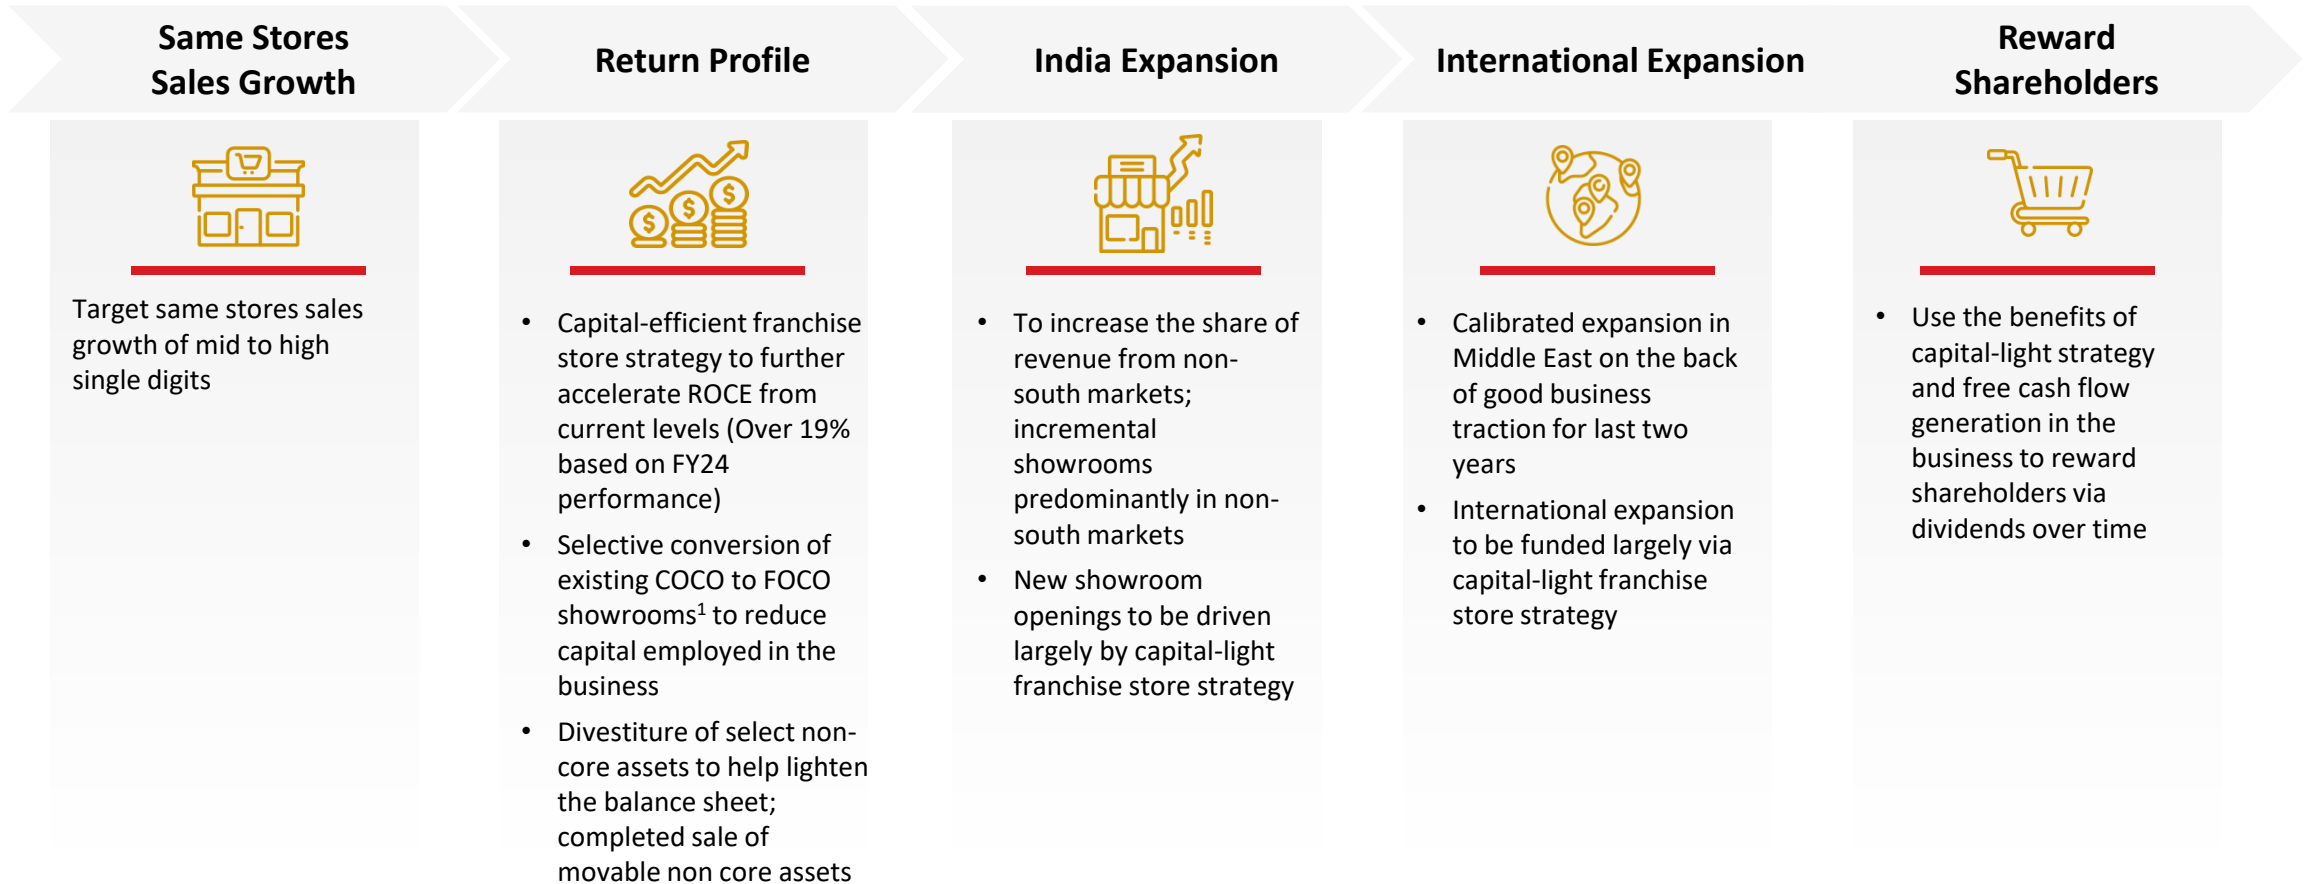 Same Stores
Sales Growth
Return Profile
India Expansion
International Expansion
Reward
Shareholders
Target same stores sales
growth of mid to high
single digits
• Capital-efficient franchise
store strategy to further
accelerate ROCE from
current levels (Over 19%
based on FY24
performance)
• Selective conversion of
existing COCO to FOCO
showrooms¹ to reduce
capital employed in the
business
• Divestiture of select non-
core assets to help lighten
the balance sheet;
completed sale of
movable non core assets
• To increase the share of
revenue from non-
south markets;
incremental
showrooms
predominantly in non-
south markets
• New showroom
openings to be driven
largely by capital-light
franchise store strategy
• Calibrated expansion in
Middle East on the back
of good business
traction for last two
years
• International expansion
to be funded largely via
capital-light franchise
store strategy
• Use the benefits of
capital-light strategy
and free cash flow
generation in the
business to reward
shareholders via
dividends over time